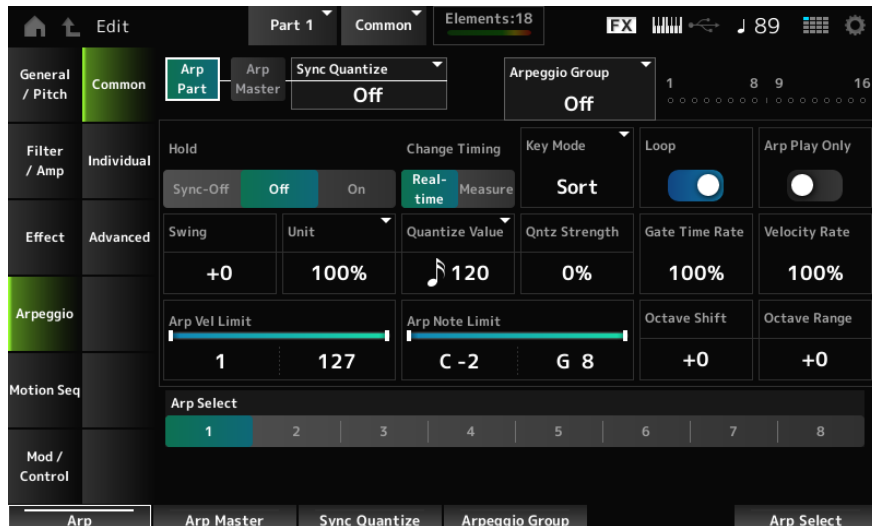 Edit
Part 1
Common
Elements:18
FX
♩ 89
General
/ Pitch
Common
Arp
Part
Arp
Master
Sync Quantize
Off
Arpeggio Group
Off
1 8 9 16
Filter
/ Amp
Individual
Hold
Sync-Off Off On
Change Timing
Real-
time
Measure
Key Mode
Sort
Loop
Arp Play Only
Effect
Advanced
Swing
+0
Unit
100%
Quantize Value
120
Qntz Strength
0%
Gate Time Rate
100%
Velocity Rate
100%
Arpeggio
Arp Vel Limit
1 127
Arp Note Limit
C -2 G 8
Octave Shift
+0
Octave Range
+0
Motion Seq
Arp Select
1 2 3 4 5 6 7 8
Mod /
Control
Arp
Arp Master
Sync Quantize
Arpeggio Group
Arp Select